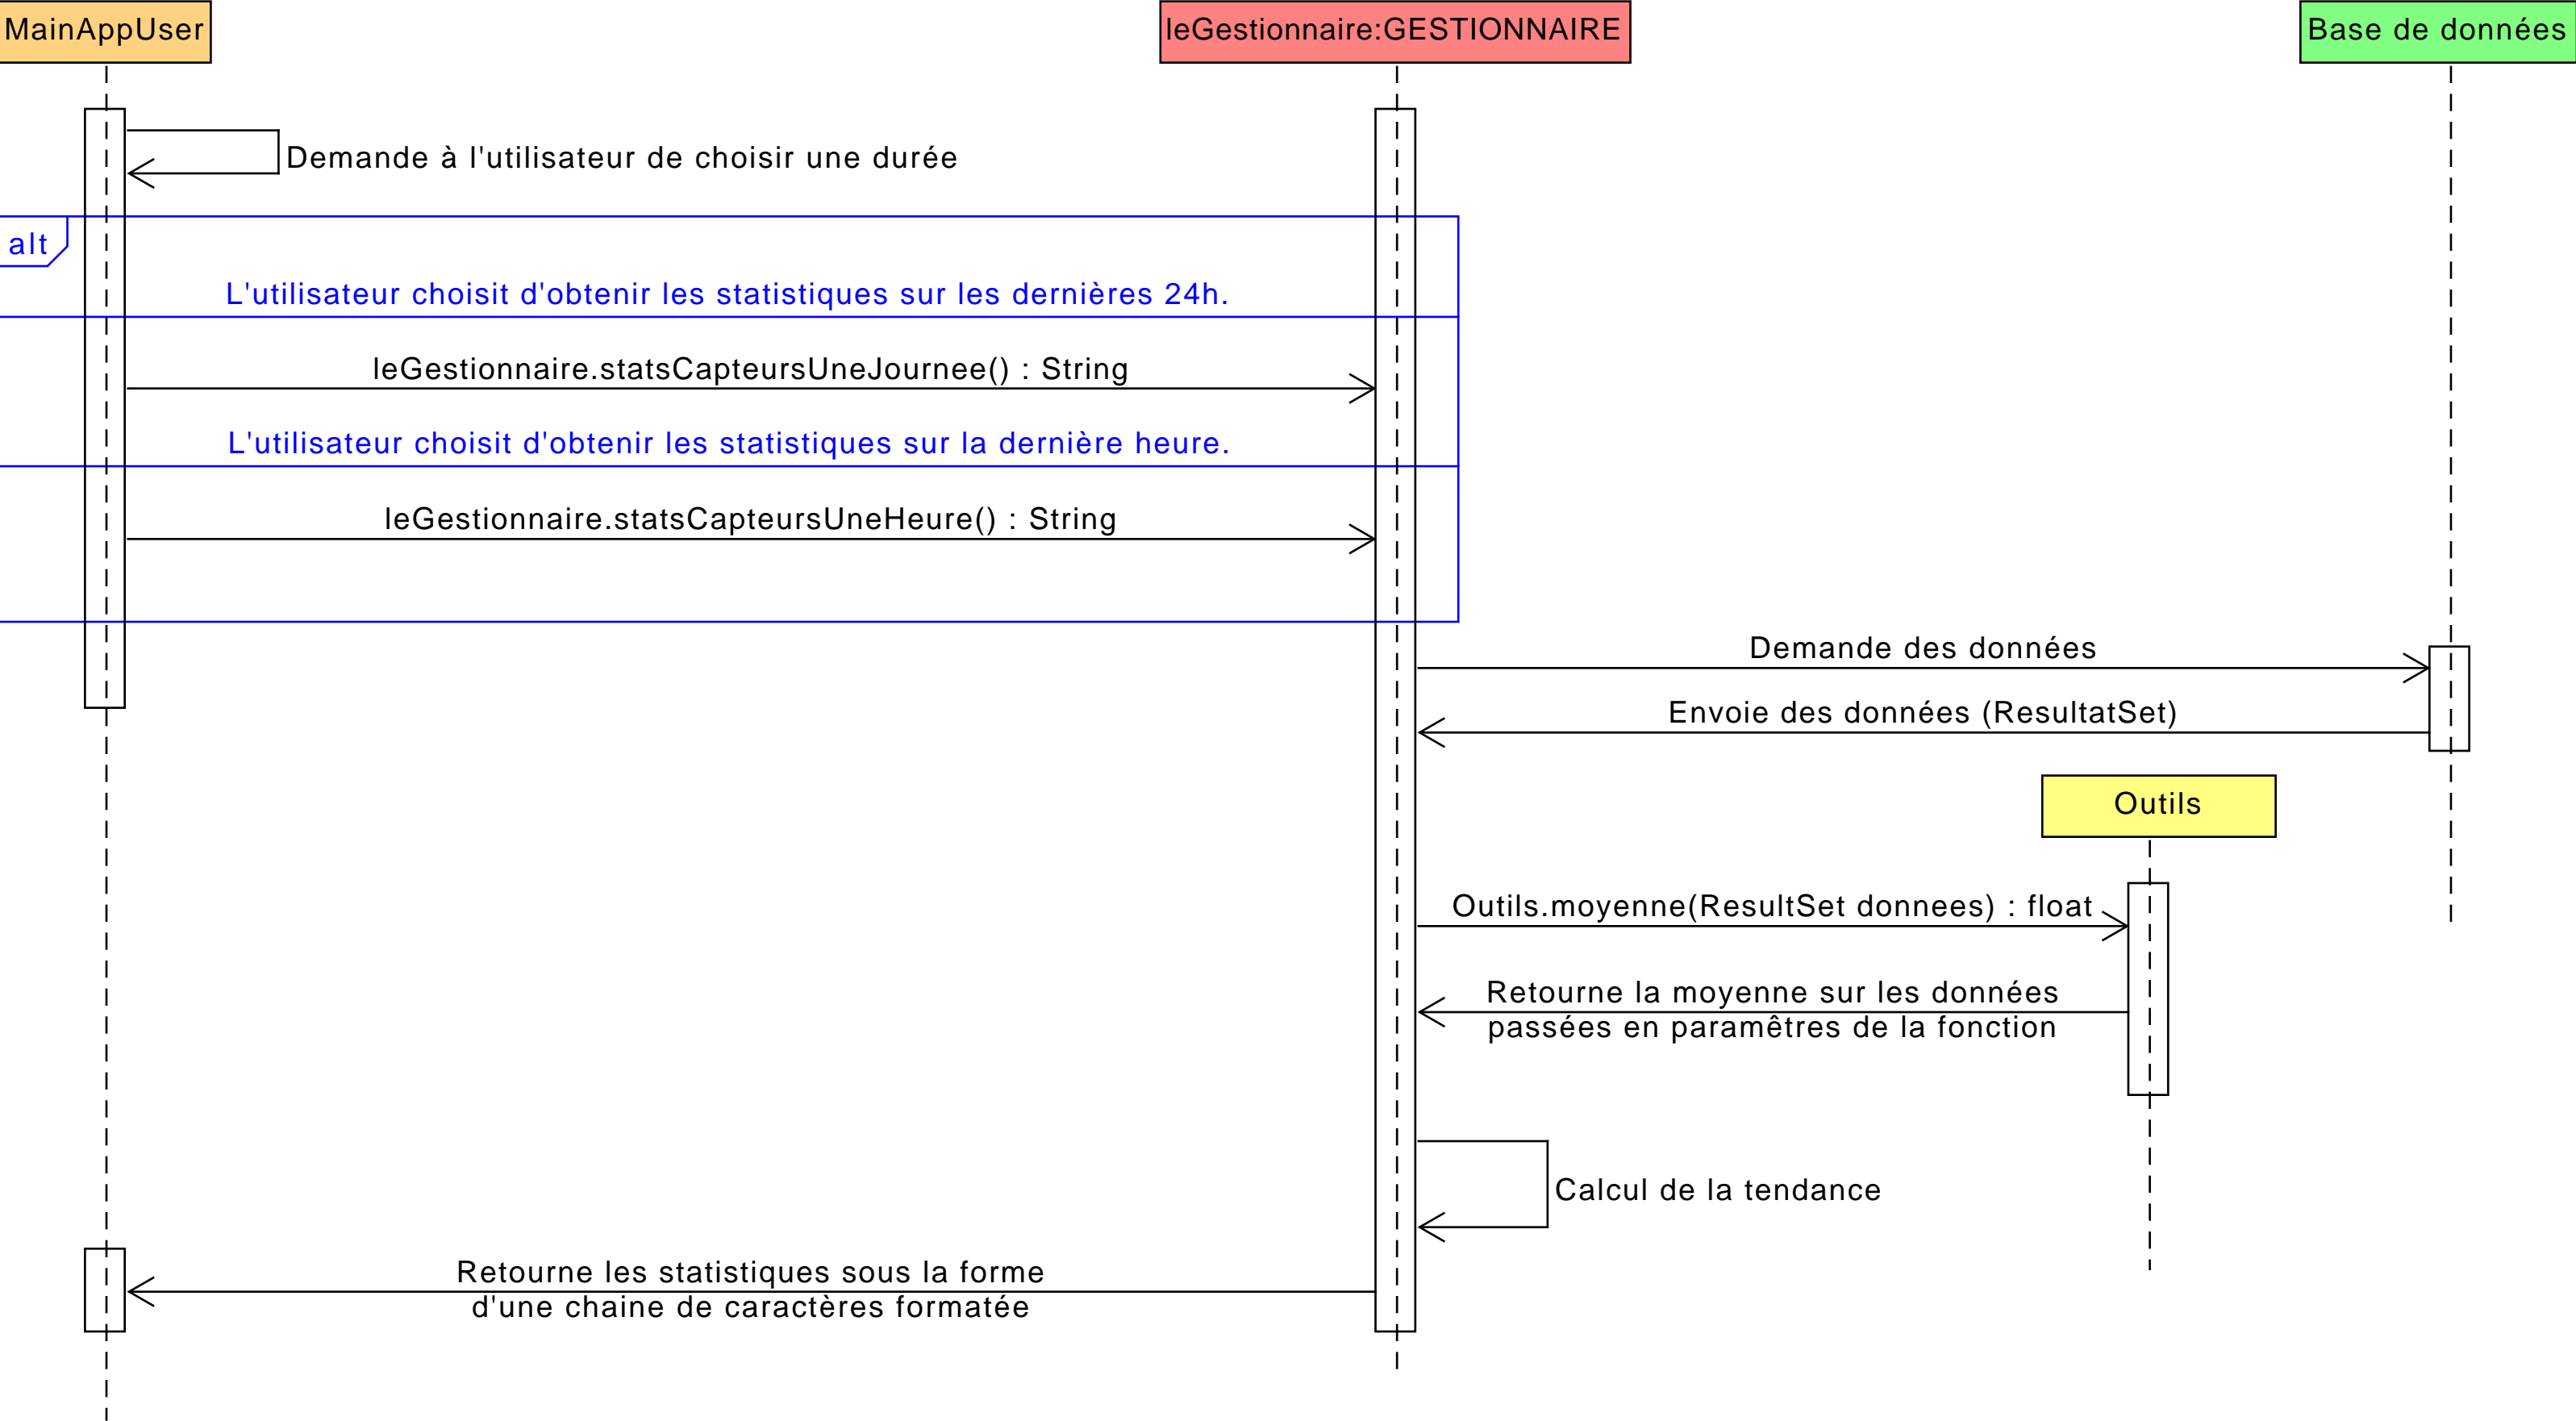 MainAppUser
leGestionnaire:GESTIONNAIRE
Base de données
Demande à l'utilisateur de choisir une durée
alt
L'utilisateur choisit d'obtenir les statistiques sur les dernières 24h.
leGestionnaire.statsCapteursUneJournee() : String
L'utilisateur choisit d'obtenir les statistiques sur la dernière heure.
leGestionnaire.statsCapteursUneHeure() : String
Demande des données
Envoie des données (ResultatSet)
Outils
Outils.moyenne(ResultSet donnees) : float
Retourne la moyenne sur les données
passées en paramêtres de la fonction
Calcul de la tendance
Retourne les statistiques sous la forme
d'une chaine de caractères formatée